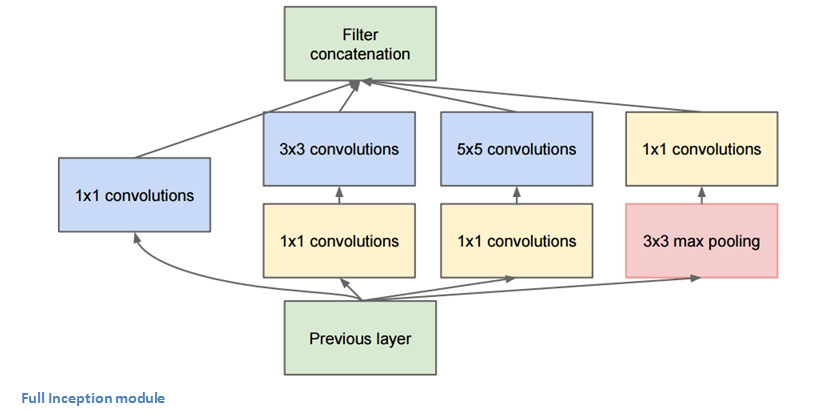 Filter
concatenation
3x3 convolutions
5x5 convolutions
1x1 convolutions
1x1 convolutions
1x1 convolutions
1x1 convolutions
3x3 max pooling
Previous layer
Full Inception module